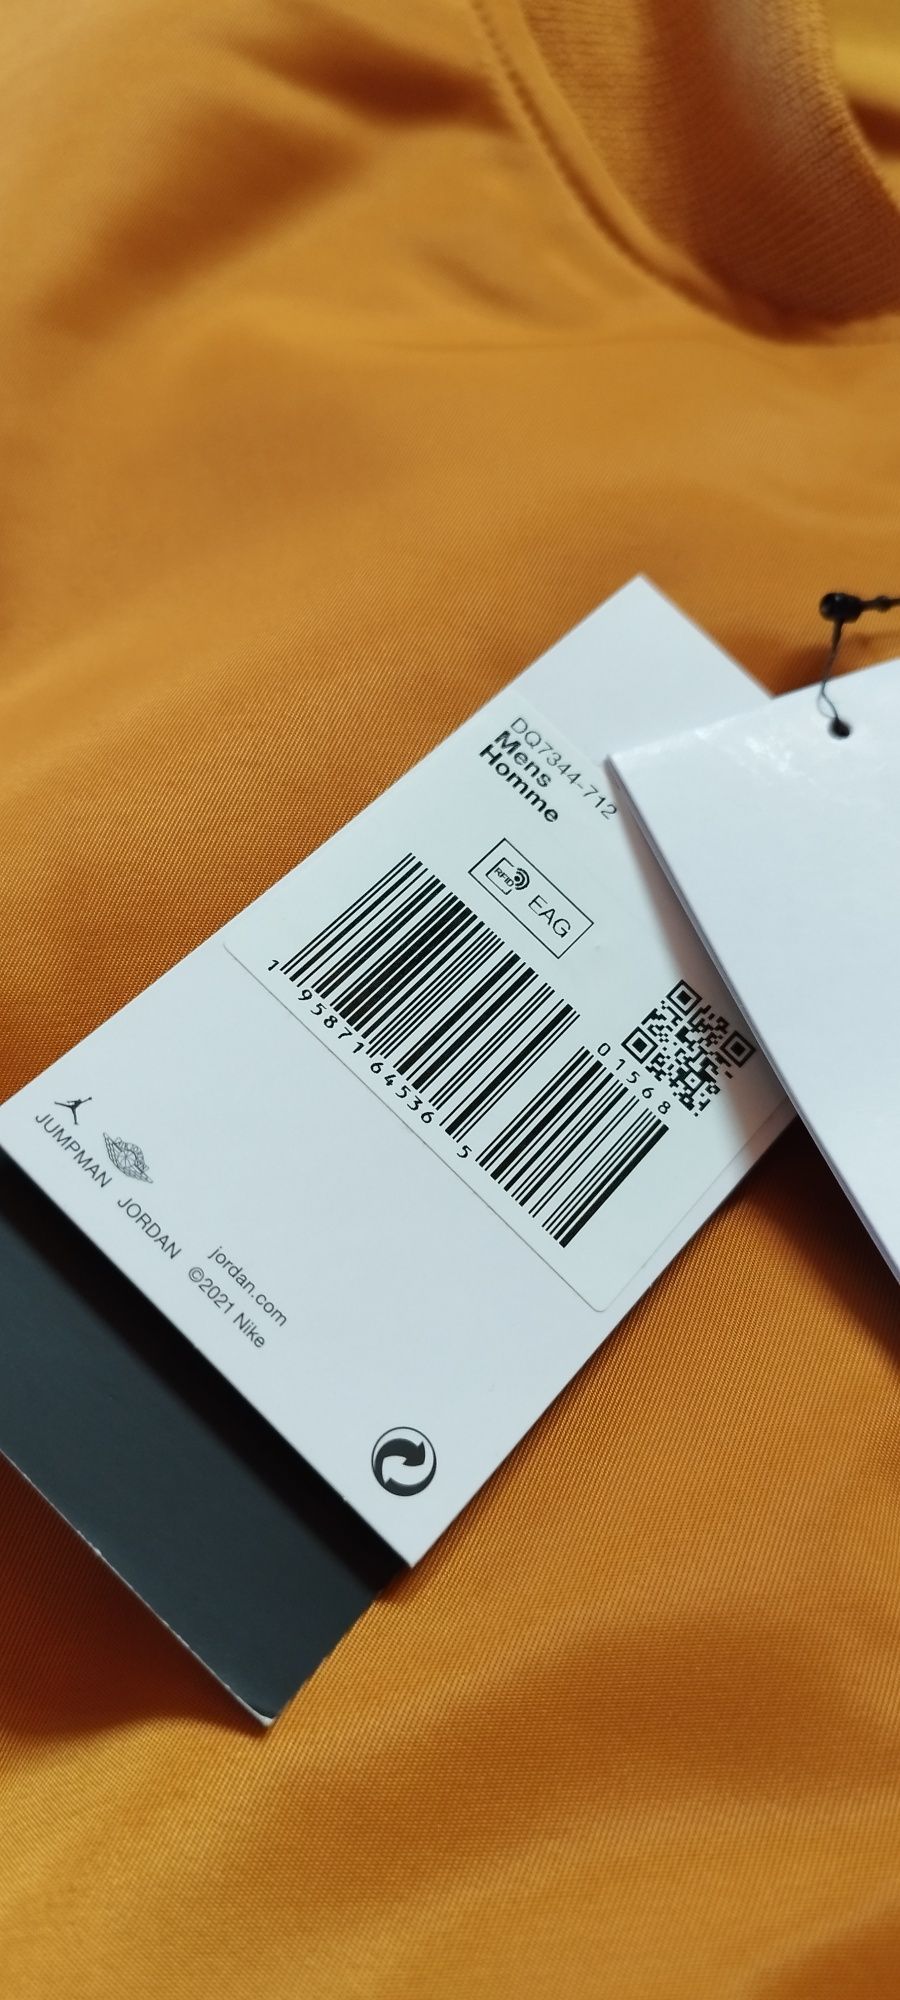 DQ7344-712
Mens
Homme
RFID EAG
01568
1 95871 64536 5
JUMPMAN JORDAN
jordan.com
©2021 Nike